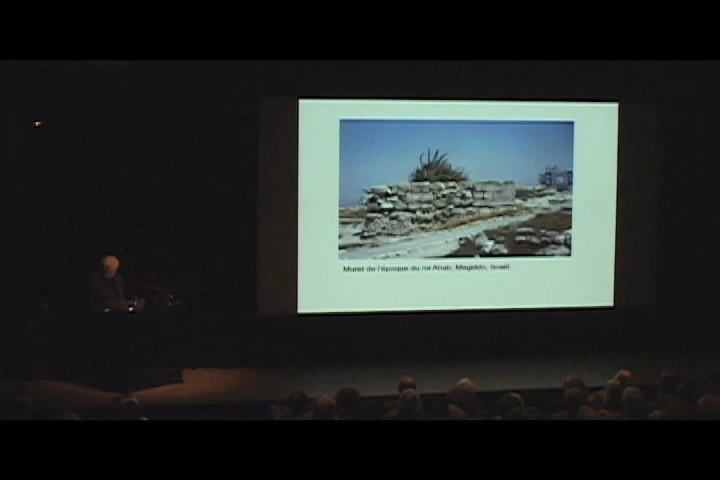 Muret de l'époque du roi Ahab, Megiddo, Israël